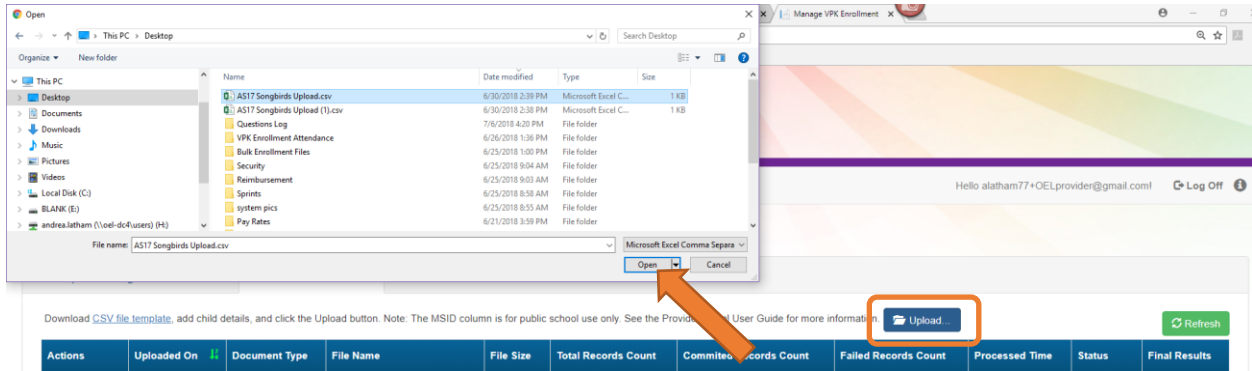 Open
Manage VPK Enrollment
This PC > Desktop
Search Desktop
Organize
New folder
Name
Date modified
Type
Size
This PC
Desktop
Documents
Downloads
Music
Pictures
Videos
Local Disk (C:)
BLANK (E:)
andrea.latham (\\oel-dc4\users) (H:)
AS17 Songbirds Upload.csv 6/30/2018 2:39 PM Microsoft Excel C... 1 KB
AS17 Songbirds Upload (1).csv 6/30/2018 2:38 PM Microsoft Excel C... 1 KB
Questions Log 7/6/2018 4:20 PM File folder
VPK Enrollment Attendance 6/26/2018 1:36 PM File folder
Bulk Enrollment Files 6/25/2018 1:00 PM File folder
Security 6/25/2018 9:04 AM File folder
Reimbursement 6/25/2018 9:03 AM File folder
Sprints 6/25/2018 8:58 AM File folder
system pics 6/25/2018 8:55 AM File folder
Pay Rates 6/21/2018 3:59 PM File folder
File name: AS17 Songbirds Upload.csv Microsoft Excel Comma Separa
Open Cancel
Hello alatham77+OELprovider@gmail.com! Log Off
Download CSV file template, add child details, and click the Upload button. Note: The MSID column is for public school use only. See the User Guide for more information. Upload...
Refresh
Actions Uploaded On Document Type File Name File Size Total Records Count Commited Records Count Failed Records Count Processed Time Status Final Results